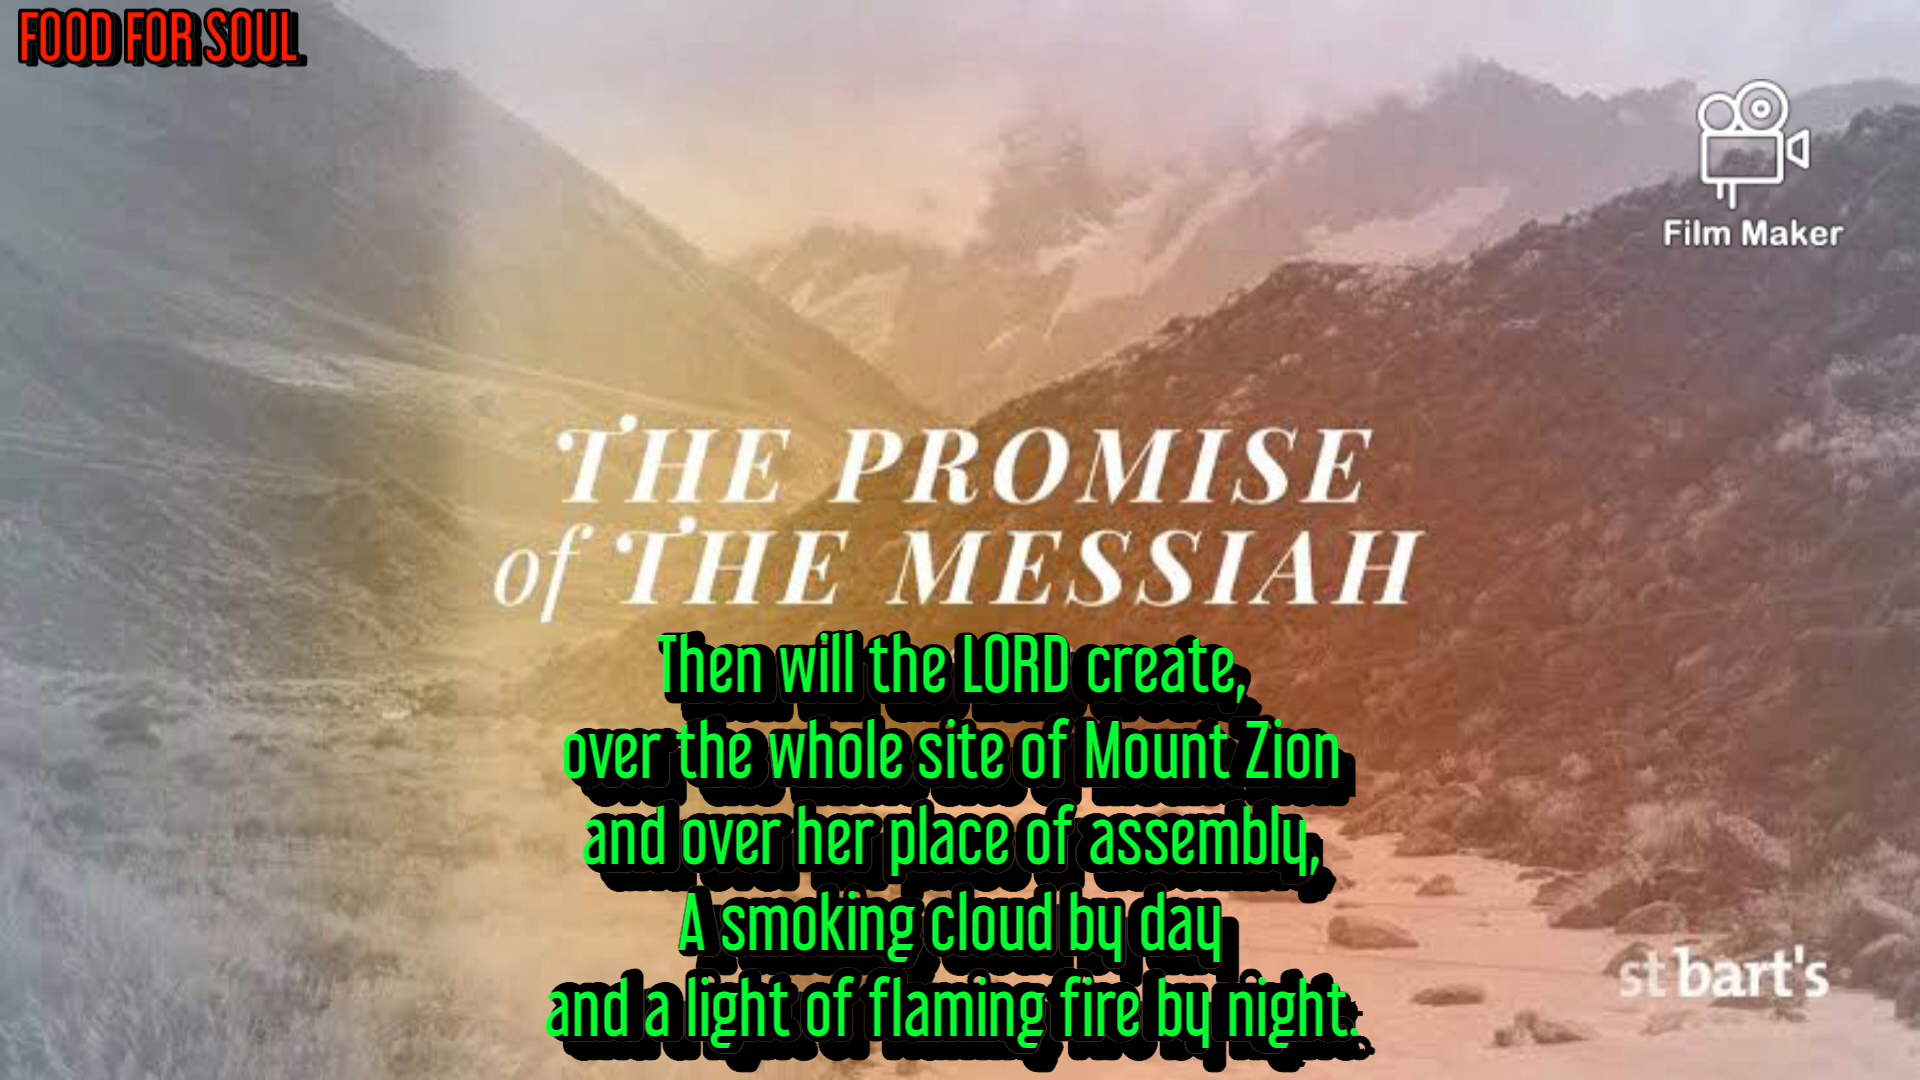 FOOD FOR SOUL
Film Maker
THE PROMISE
of THE MESSIAH
Then will the LORD create,
over the whole site of Mount Zion
and over her place of assembly,
A smoking cloud by day
and a light of flaming fire by night.
st bart's